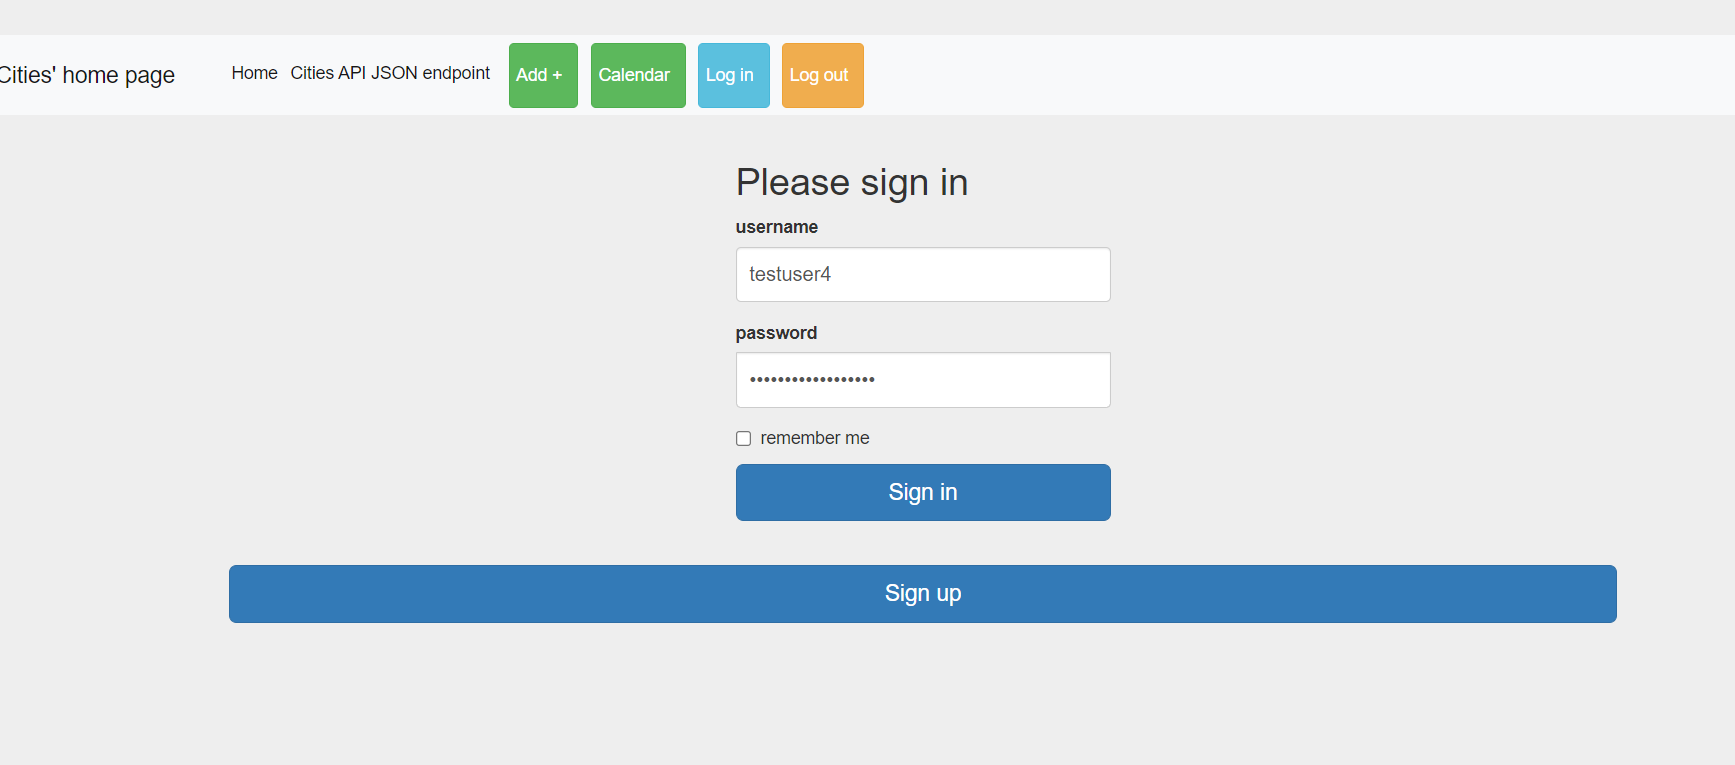 Cities' home page
Home Cities API JSON endpoint Add + Calendar Log in Log out
Please sign in
username
testuser4
password
••••••••••••••••••
remember me
Sign in
Sign up